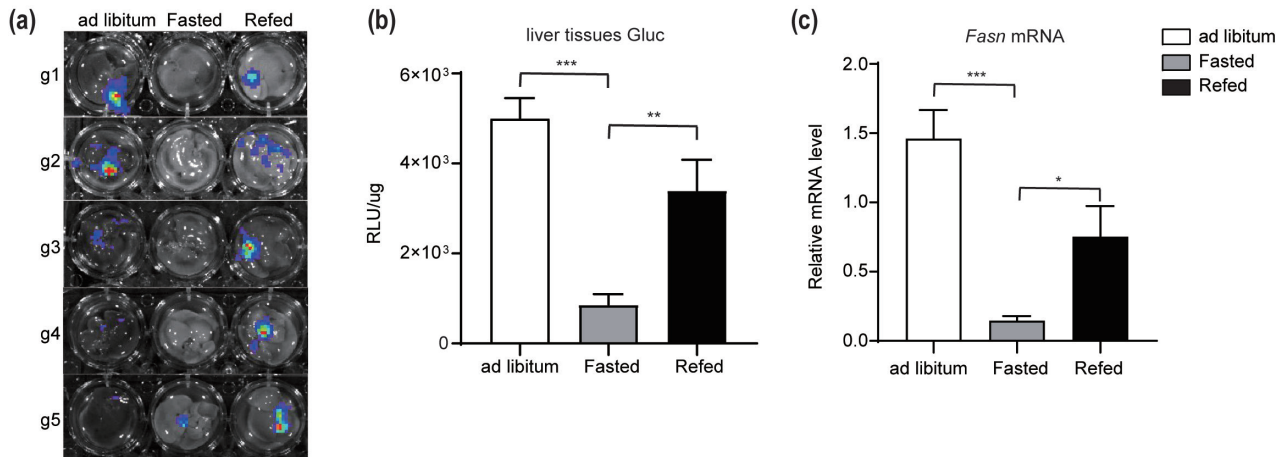 (a)
ad libitum Fasted Refed
g1
g2
g3
g4
g5
(b)
liver tissues Gluc
RLU/ug
6×10³
4×10³
2×10³
0
***
**
ad libitum Fasted Refed
(c)
Fasn mRNA
Relative mRNA level
2.0
1.5
1.0
0.5
0.0
***
*
ad libitum Fasted Refed
ad libitum
Fasted
Refed